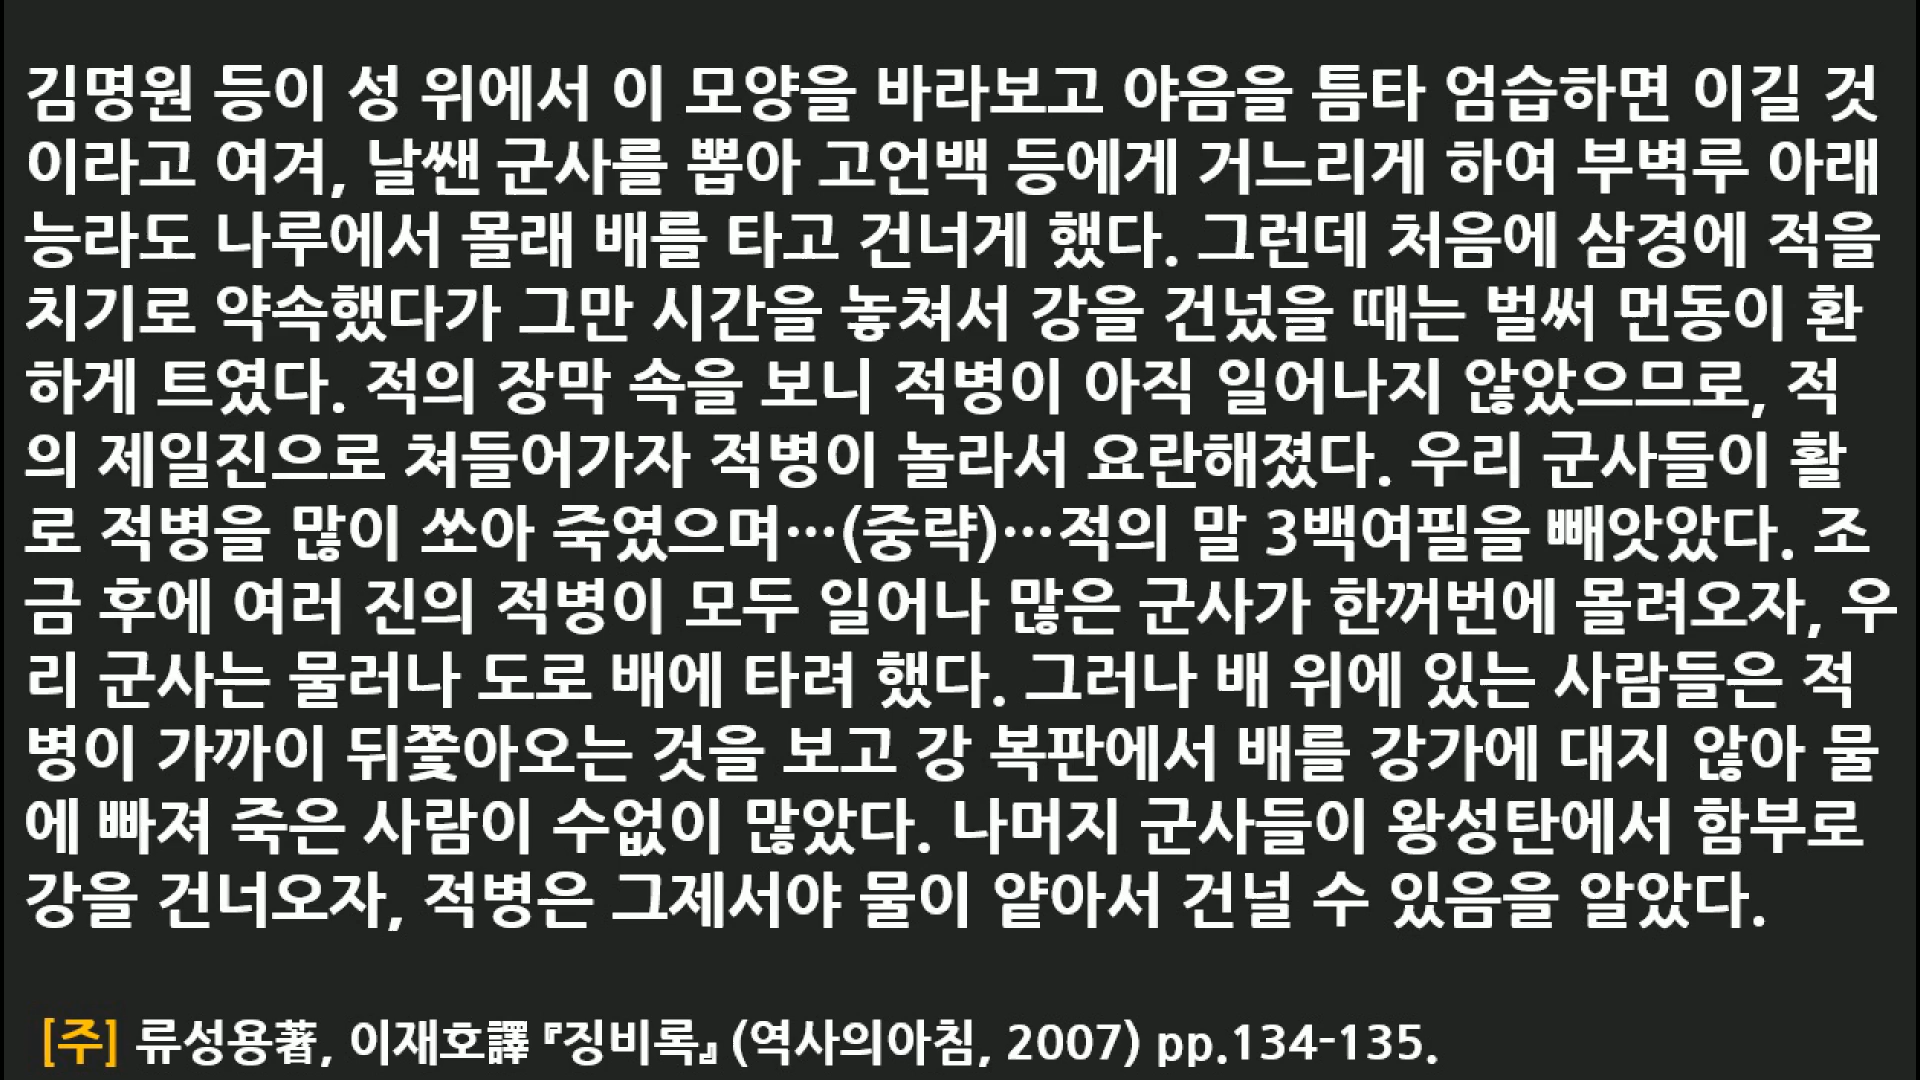 김명원 등이 성 위에서 이 모양을 바라보고 야음을 틈타 엄습하면 이길 것
이라고 여겨, 날쌘 군사를 뽑아 고언백 등에게 거느리게 하여 부벽루 아래
능라도 나루에서 몰래 배를 타고 건너게 했다. 그런데 처음에 삼경에 적을
치기로 약속했다가 그만 시간을 놓쳐서 강을 건넜을 때는 벌써 먼동이 환
하게 트였다. 적의 장막 속을 보니 적병이 아직 일어나지 않았으므로, 적
의 제일진으로 쳐들어가자 적병이 놀라서 요란해졌다. 우리 군사들이 활
로 적병을 많이 쏘아 죽였으며…(중략)…적의 말 3백여필을 빼앗았다. 조
금 후에 여러 진의 적병이 모두 일어나 많은 군사가 한꺼번에 몰려오자, 우
리 군사는 물러나 도로 배에 타려 했다. 그러나 배 위에 있는 사람들은 적
병이 가까이 뒤쫓아오는 것을 보고 강 복판에서 배를 강가에 대지 않아 물
에 빠져 죽은 사람이 수없이 많았다. 나머지 군사들이 왕성탄에서 함부로
강을 건너오자, 적병은 그제서야 물이 얕아서 건널 수 있음을 알았다.
[주] 류성용著, 이재호譯『징비록』(역사의아침, 2007) pp.134-135.